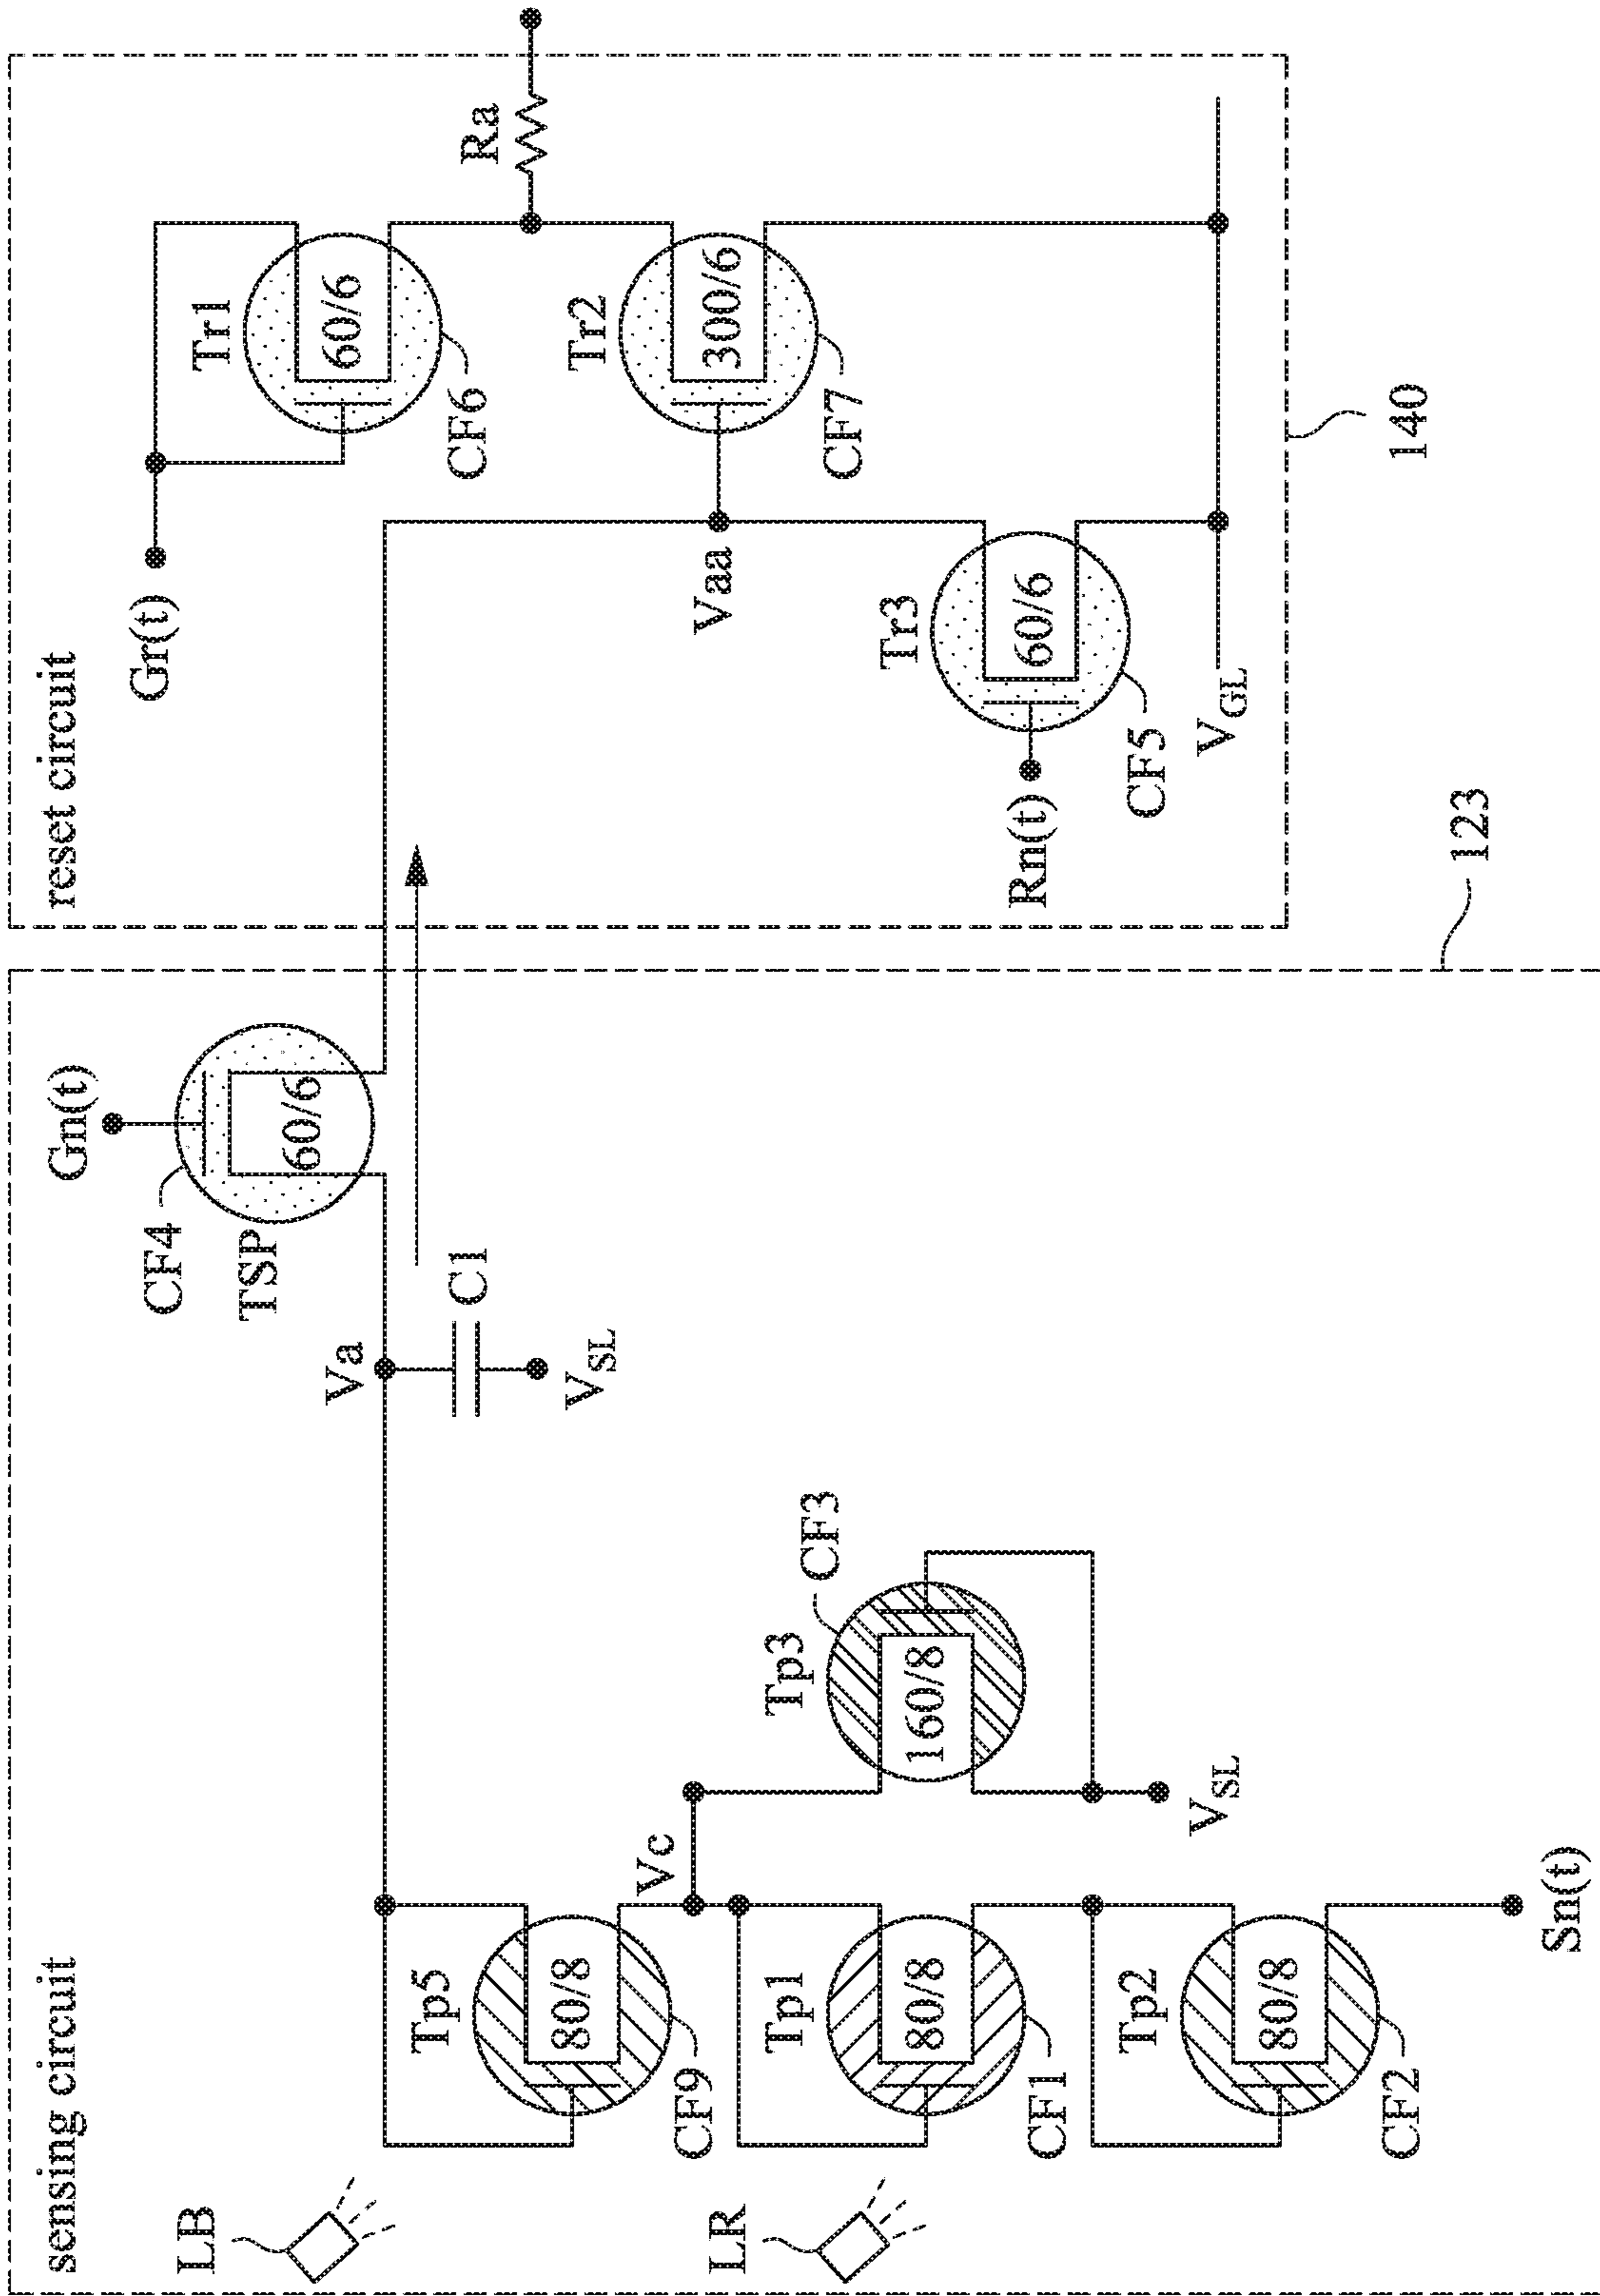 sensing circuit
reset circuit
LB
LR
Tp5
80/8
CF9
Vc
Tp1
80/8
CF1
Tp2
80/8
CF2
Sn(t)
Tp3
160/8
CF3
VSL
Va
C1
VSL
Gn(t)
CF4
TSP
60/6
Gr(t)
Tr1
60/6
CF6
Ra
Vaa
Tr2
300/6
CF7
Tr3
60/6
CF5
Rn(t)
VGL
123
140